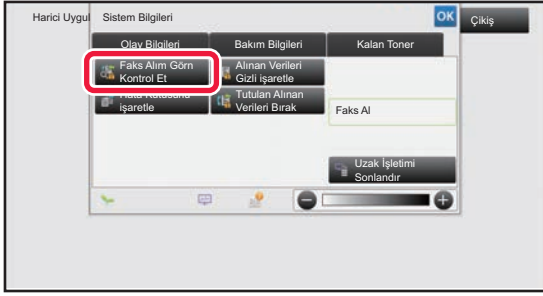 Harici Uygul
Sistem Bilgileri
OK
Çikiş
Olay Bilgileri
Bakım Bilgileri
Kalan Toner
Faks Alım Görn
Kontrol Et
Alınan Verileri
Gizli işaretle
işaretle
Tutulan Alınan
Verileri Bırak
Faks Al
Uzak İşletimi
Sonlandır